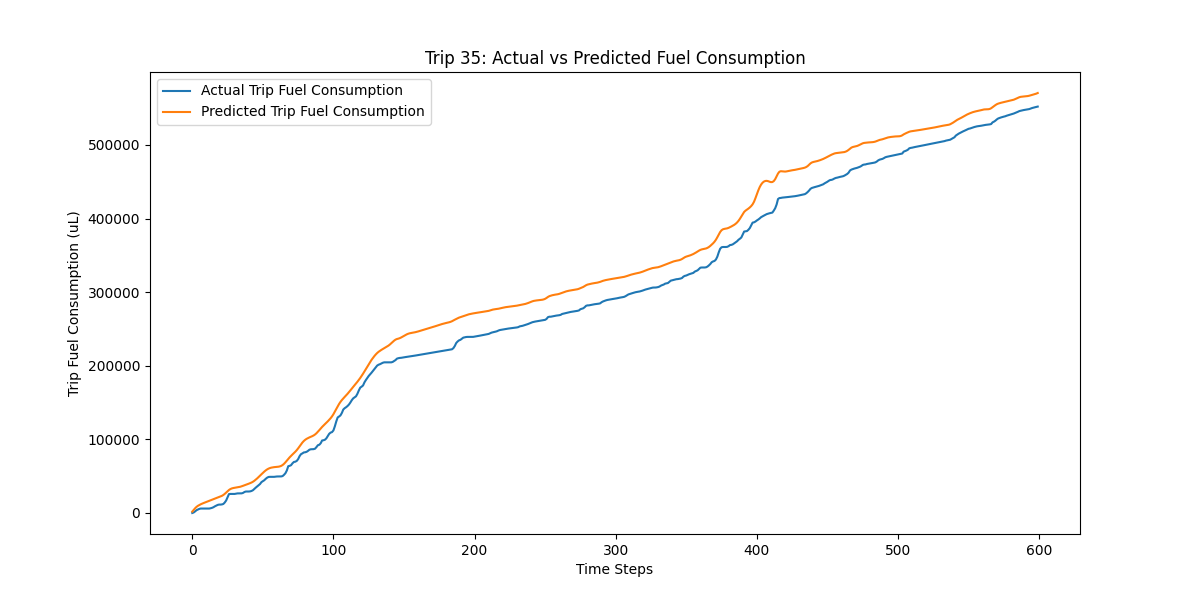 Trip 35: Actual vs Predicted Fuel Consumption
Actual Trip Fuel Consumption
Predicted Trip Fuel Consumption
Trip Fuel Consumption (uL)
500000
400000
300000
200000
100000
0
0 100 200 300 400 500 600
Time Steps